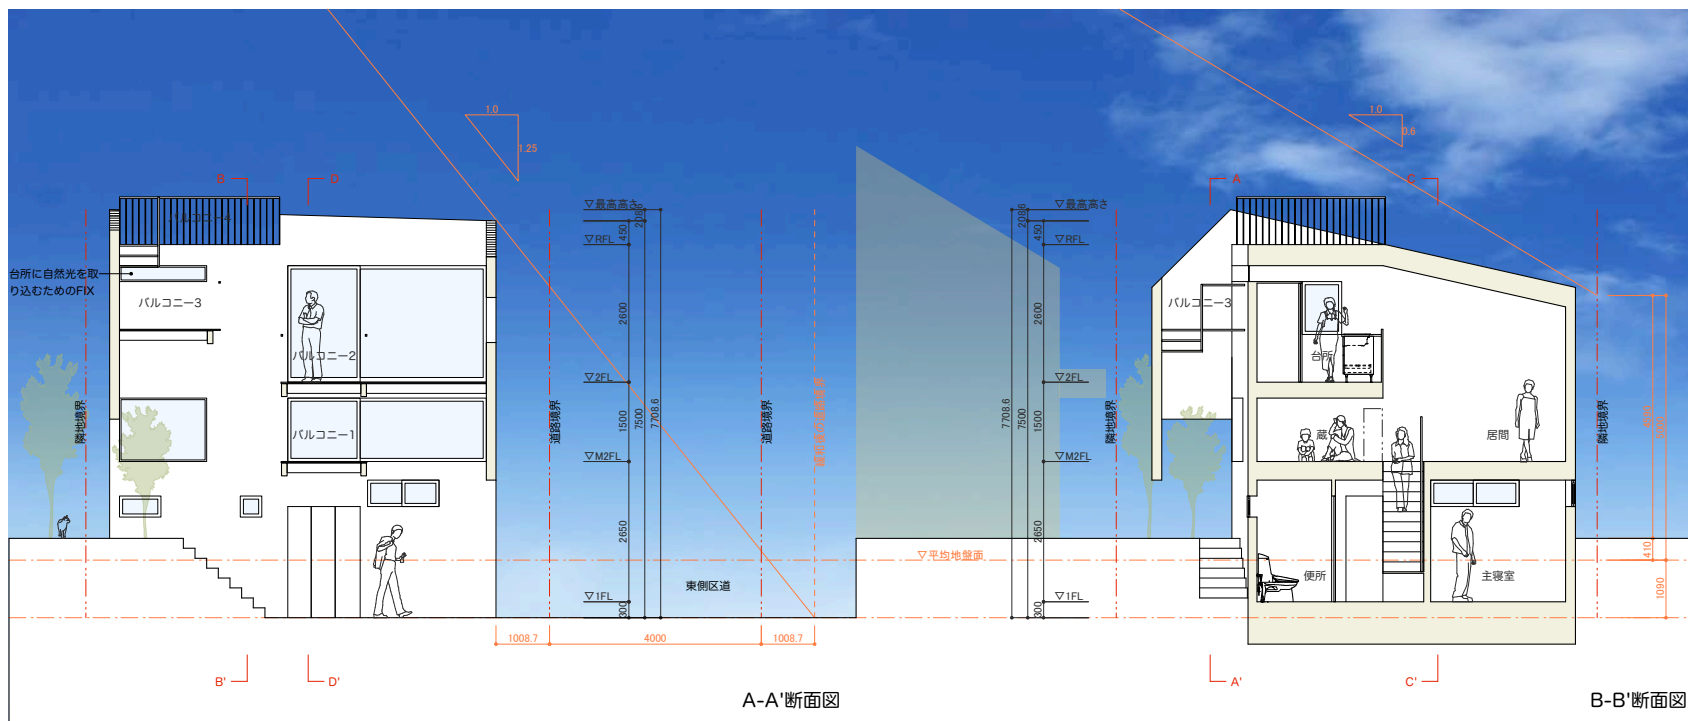 1.0
1.25
B
D
バルコニー4
台所に自然光を取
り込むためのFIX
バルコニー3
バルコニー2
バルコニー1
隣地境界
道路境界
道路境界
▽最高高さ
▽RFL
▽2FL
▽M2FL
▽1FL
208.6
450
2600
1500
2650
300
7500
7708.6
東側区道
1008.7
4000
1008.7
B'
D'
A-A'断面図
1.0
0.6
A
C
▽最高高さ
▽RFL
▽2FL
▽M2FL
▽平均地盤面
▽1FL
208.6
450
2600
1500
2650
300
7500
7708.6
隣地境界
バルコニー3
台所
蔵
居間
便所
主寝室
隣地境界
410
1090
A'
C'
B-B'断面図